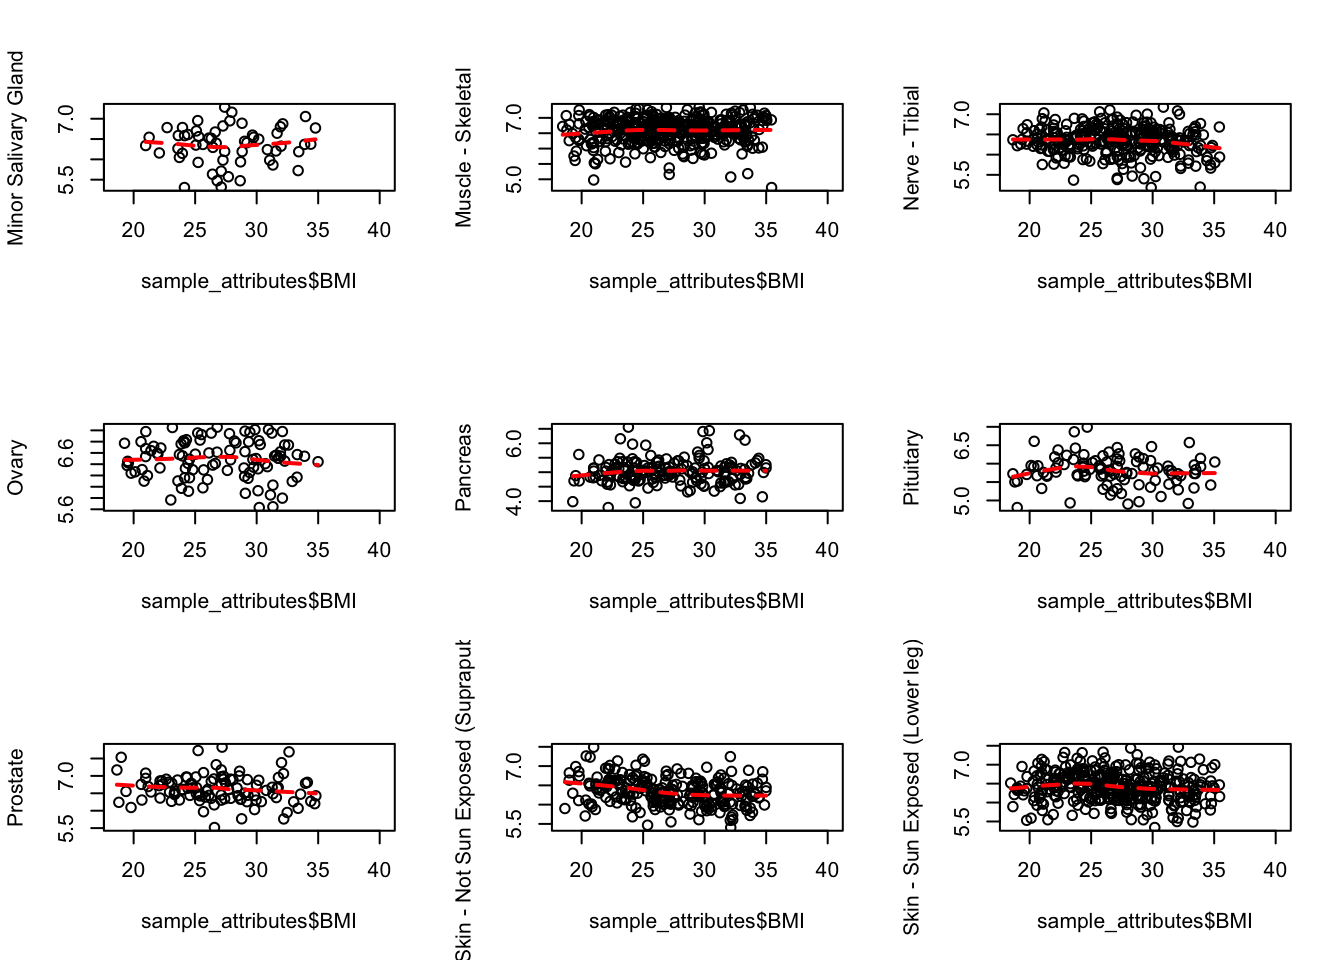 Minor Salivary Gland
7.0
5.5
20 25 30 35 40
sample_attributes$BMI
Muscle - Skeletal
7.0
5.0
20 25 30 35 40
sample_attributes$BMI
Nerve - Tibial
7.0
5.5
20 25 30 35 40
sample_attributes$BMI
Ovary
6.6
5.6
20 25 30 35 40
sample_attributes$BMI
Pancreas
6.0
4.0
20 25 30 35 40
sample_attributes$BMI
Pituitary
6.5
5.0
20 25 30 35 40
sample_attributes$BMI
Prostate
7.0
5.5
20 25 30 35 40
sample_attributes$BMI
Skin - Not Sun Exposed (Suprapub
7.0
5.5
20 25 30 35 40
sample_attributes$BMI
Skin - Sun Exposed (Lower leg)
7.0
5.5
20 25 30 35 40
sample_attributes$BMI